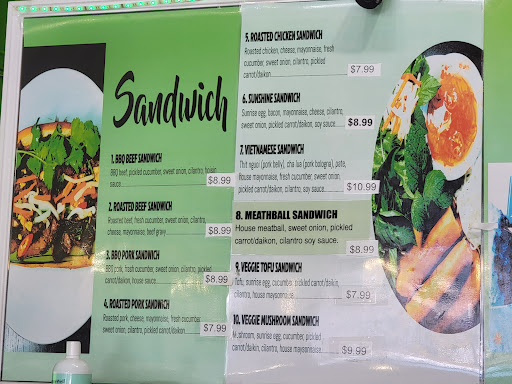 Sandwich
1. BBQ BEEF SANDWICH
BBQ beef, pickled cucumber, sweet onion, cilantro, house
sauce $8.99
2. ROASTED BEEF SANDWICH
Roasted beef, fresh cucumber, sweet onion, cilantro,
cheese, mayonnaise, beef gravy $8.99
3. BBQ PORK SANDWICH
BBQ pork, fresh cucumber, sweet onion, pickled
carrot/daikon, house sauce $8.99
4. ROASTED PORK SANDWICH
Roasted pork, cheese, mayonnaise, fresh cucumber,
sweet onion, cilantro, pickled carrot/daikon $7.99
5. ROASTED CHICKEN SANDWICH
Roasted chicken, cheese, mayonnaise, fresh
cucumber, sweet onion, cilantro, pickled
carrot/daikon $7.99
6. SUNSHINE SANDWICH
Sunrise egg, bacon, mayonnaise, cheese, cilantro,
sweet onion, pickled carrot/daikon, soy sauce $8.99
7. VIETNAMESE SANDWICH
Thit nguoi (pork belly), cha lua (pork bologna), pate,
house mayonnaise, fresh cucumber, sweet onion,
pickled carrot/daikon, cilantro, soy sauce $10.99
8. MEATHBALL SANDWICH
House meatball, sweet onion, pickled
carrot/daikon, cilantro soy sauce, $8.99
9. VEGGIE TOFU SANDWICH
Tofu, sunrise egg, cucumber, pickled carrot/daikin,
cilantro, house mayonnaise $7.99
10. VEGGIE MUSHROOM SANDWICH
Mushroom, sunrise egg, cucumber, pickled
carrot/daikin, cilantro, house mayonnaise $9.99